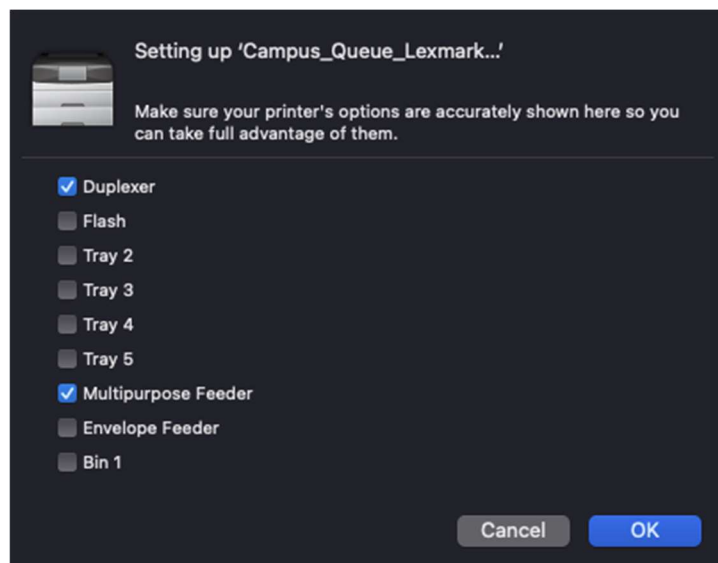 Setting up ‘Campus_Queue_Lexmark...’
Make sure your printer's options are accurately shown here so you
can take full advantage of them.
Duplexer
Flash
Tray 2
Tray 3
Tray 4
Tray 5
Multipurpose Feeder
Envelope Feeder
Bin 1
Cancel
OK